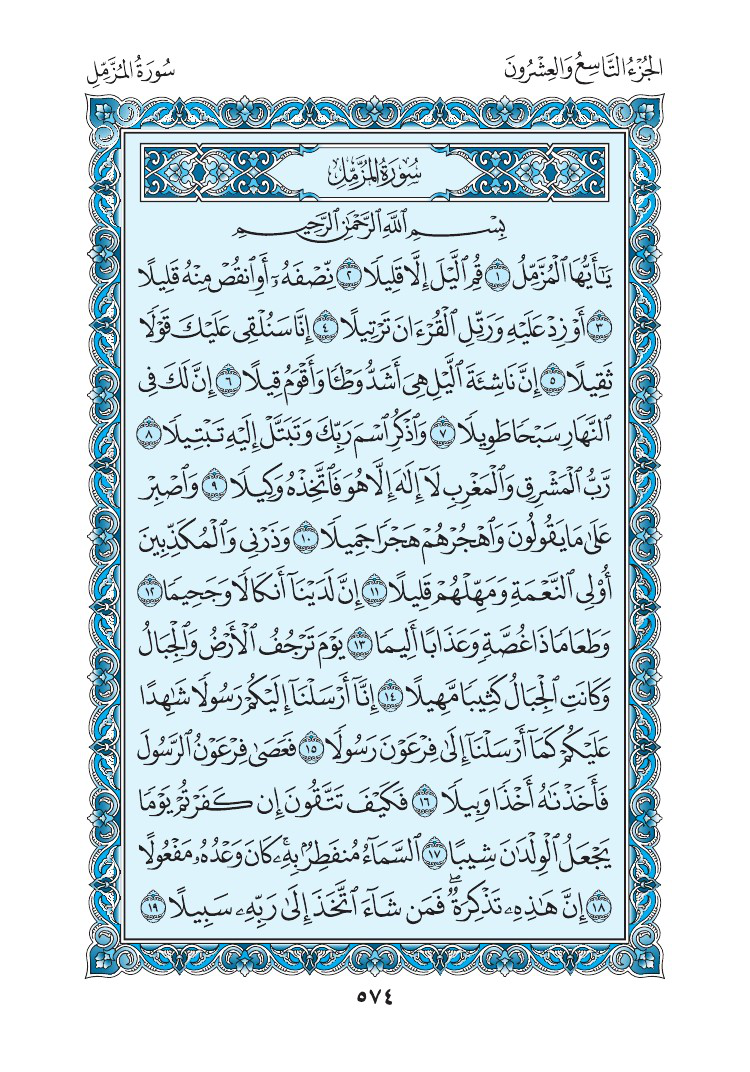 الجُزْءُ التَّاسِعُ وَالعِشْرُونَ
سُورَةُ المُزَّمِّلِ
سُورَةُ المُزَّمِّلِ
بِسْمِ ٱللَّهِ ٱلرَّحْمَٰنِ ٱلرَّحِيمِ
يَٰٓأَيُّهَا ٱلْمُزَّمِّلُ ١ قُمِ ٱلَّيْلَ إِلَّا قَلِيلًا ٢ نِّصْفَهُۥٓ أَوِ ٱنقُصْ مِنْهُ قَلِيلًا
٣ أَوْ زِدْ عَلَيْهِ وَرَتِّلِ ٱلْقُرْءَانَ تَرْتِيلًا ٤ إِنَّا سَنُلْقِى عَلَيْكَ قَوْلًا
ثَقِيلًا ٥ إِنَّ نَاشِئَةَ ٱلَّيْلِ هِىَ أَشَدُّ وَطْـًٔا وَأَقْوَمُ قِيلًا ٦ إِنَّ لَكَ فِى
ٱلنَّهَارِ سَبْحًا طَوِيلًا ٧ وَٱذْكُرِ ٱسْمَ رَبِّكَ وَتَبَتَّلْ إِلَيْهِ تَبْتِيلًا ٨
رَّبُّ ٱلْمَشْرِقِ وَٱلْمَغْرِبِ لَآ إِلَٰهَ إِلَّا هُوَ فَٱتَّخِذْهُ وَكِيلًا ٩ وَٱصْبِرْ
عَلَىٰ مَا يَقُولُونَ وَٱهْجُرْهُمْ هَجْرًا جَمِيلًا ١٠ وَذَرْنِى وَٱلْمُكَذِّبِينَ
أُو۟لِى ٱلنَّعْمَةِ وَمَهِّلْهُمْ قَلِيلًا ١١ إِنَّ لَدَيْنَآ أَنكَالًا وَجَحِيمًا ١٢
وَطَعَامًا ذَا غُصَّةٍ وَعَذَابًا أَلِيمًا ١٣ يَوْمَ تَرْجُفُ ٱلْأَرْضُ وَٱلْجِبَالُ
وَكَانَتِ ٱلْجِبَالُ كَثِيبًا مَّهِيلًا ١٤ إِنَّآ أَرْسَلْنَآ إِلَيْكُمْ رَسُولًا شَٰهِدًا
عَلَيْكُمْ كَمَآ أَرْسَلْنَآ إِلَىٰ فِرْعَوْنَ رَسُولًا ١٥ فَعَصَىٰ فِرْعَوْنُ ٱلرَّسُولَ
فَأَخَذْنَٰهُ أَخْذًا وَبِيلًا ١٦ فَكَيْفَ تَتَّقُونَ إِن كَفَرْتُمْ يَوْمًا
يَجْعَلُ ٱلْوِلْدَٰنَ شِيبًا ١٧ ٱلسَّمَآءُ مُنفَطِرٌۢ بِهِۦ ۚ كَانَ وَعْدُهُۥ مَفْعُولًا
١٨ إِنَّ هَٰذِهِۦ تَذْكِرَةٌ ۖ فَمَن شَآءَ ٱتَّخَذَ إِلَىٰ رَبِّهِۦ سَبِيلًا ١٩
٥٧٤